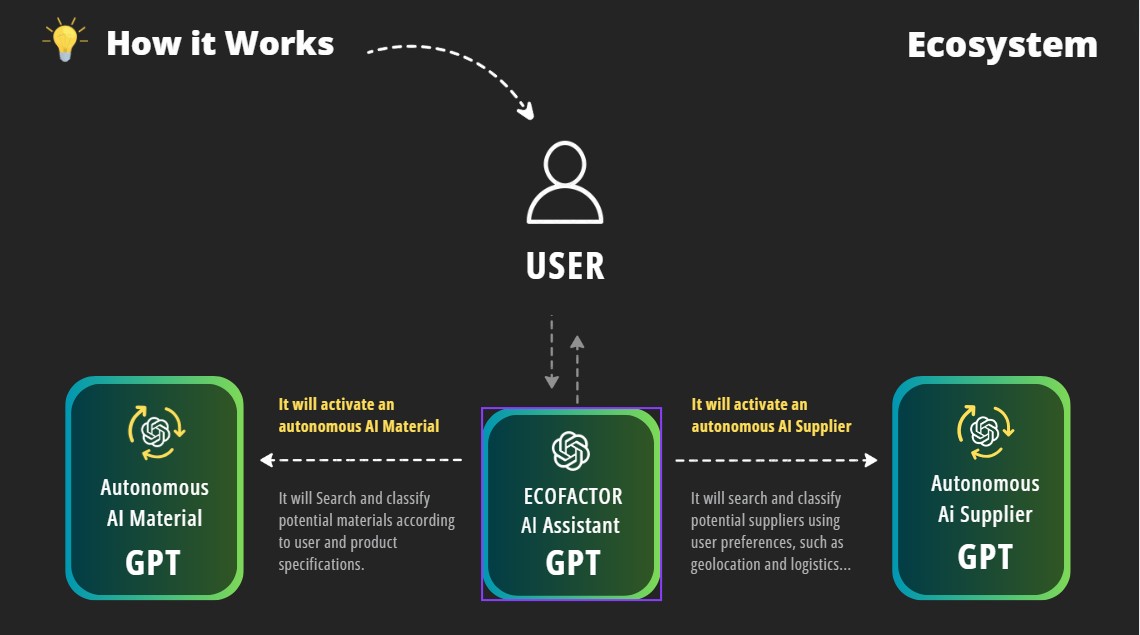 How it Works
Ecosystem
USER
It will activate an
autonomous AI Material
It will Search and classify
potential materials according
to user and product
specifications.
It will activate an
autonomous AI Supplier
It will search and classify
potential suppliers using
user preferences, such as
geolocation and logistics...
Autonomous
AI Material
GPT
ECOFACTOR
AI Assistant
GPT
Autonomous
Ai Supplier
GPT